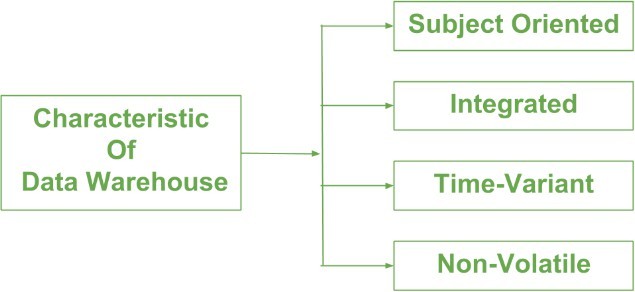 Characteristic
Of
Data Warehouse
Subject Oriented
Integrated
Time-Variant
Non-Volatile